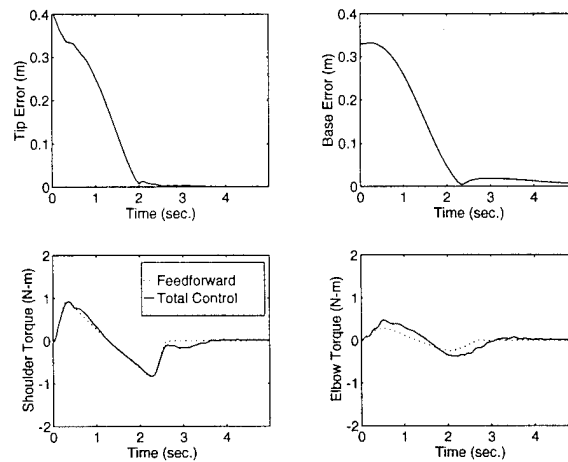 0.4
0.3
0.2
0.1
0
Tip Error (m)
0 1 2 3 4
Time (sec.)
0.4
0.3
0.2
0.1
0
Base Error (m)
0 1 2 3 4
Time (sec.)
2
1
0
-1
-2
Shoulder Torque (N-m)
Feedforward
Total Control
0 1 2 3 4
Time (sec.)
2
1
0
-1
-2
Elbow Torque (N-m)
0 1 2 3 4
Time (sec.)